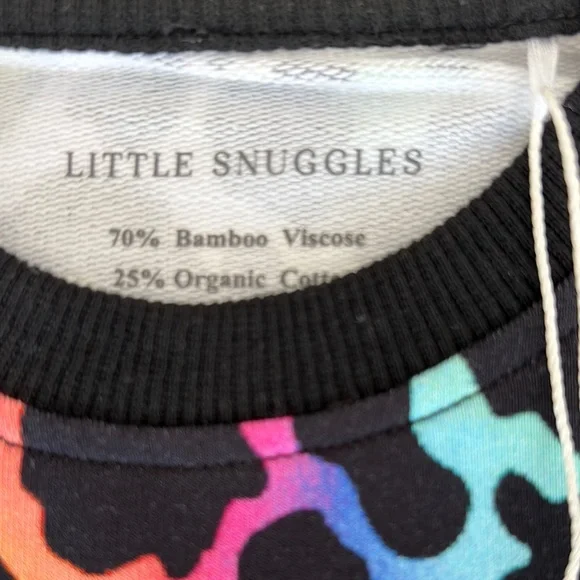 LITTLE SNUGGLES
70% Bamboo Viscose
25% Organic